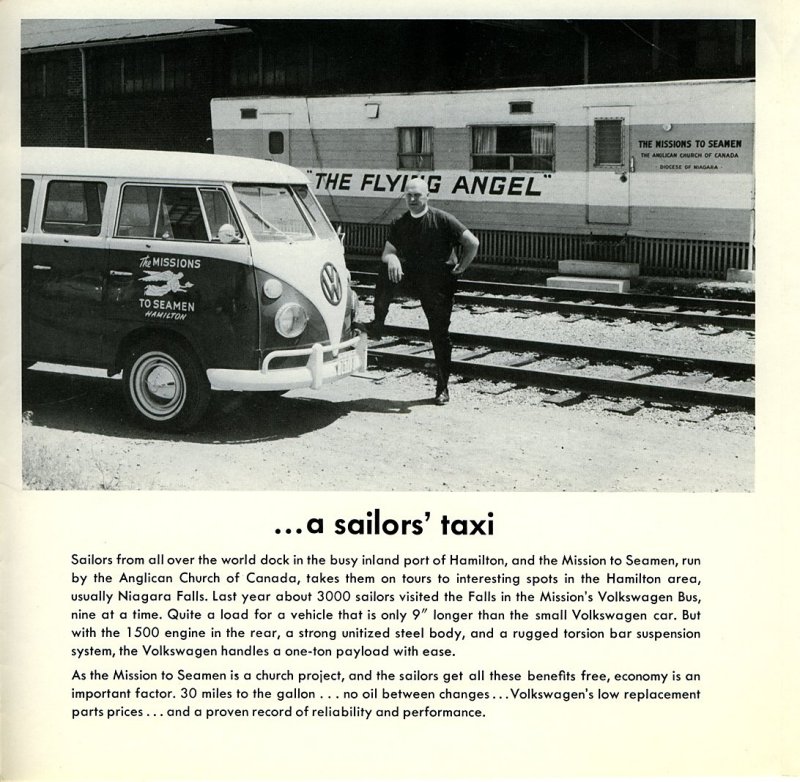 THE MISSIONS TO SEAMEN
THE ANGLICAN CHURCH OF CANADA
- DIOCESE OF NIAGARA -
"THE FLYING ANGEL"
The MISSIONS
TO SEAMEN
HAMILTON
...a sailors' taxi
Sailors from all over the world dock in the busy inland port of Hamilton, and the Mission to Seamen, run
by the Anglican Church of Canada, takes them on tours to interesting spots in the Hamilton area,
usually Niagara Falls. Last year about 3000 sailors visited the Falls in the Mission's Volkswagen Bus,
nine at a time. Quite a load for a vehicle that is only 9" longer than the small Volkswagen car. But
with the 1500 engine in the rear, a strong unitized steel body, and a rugged torsion bar suspension
system, the Volkswagen handles a one-ton payload with ease.
As the Mission to Seamen is a church project, and the sailors get all these benefits free, economy is an
important factor. 30 miles to the gallon . . . no oil between changes...Volkswagen's low replacement
parts prices . . . and a proven record of reliability and performance.